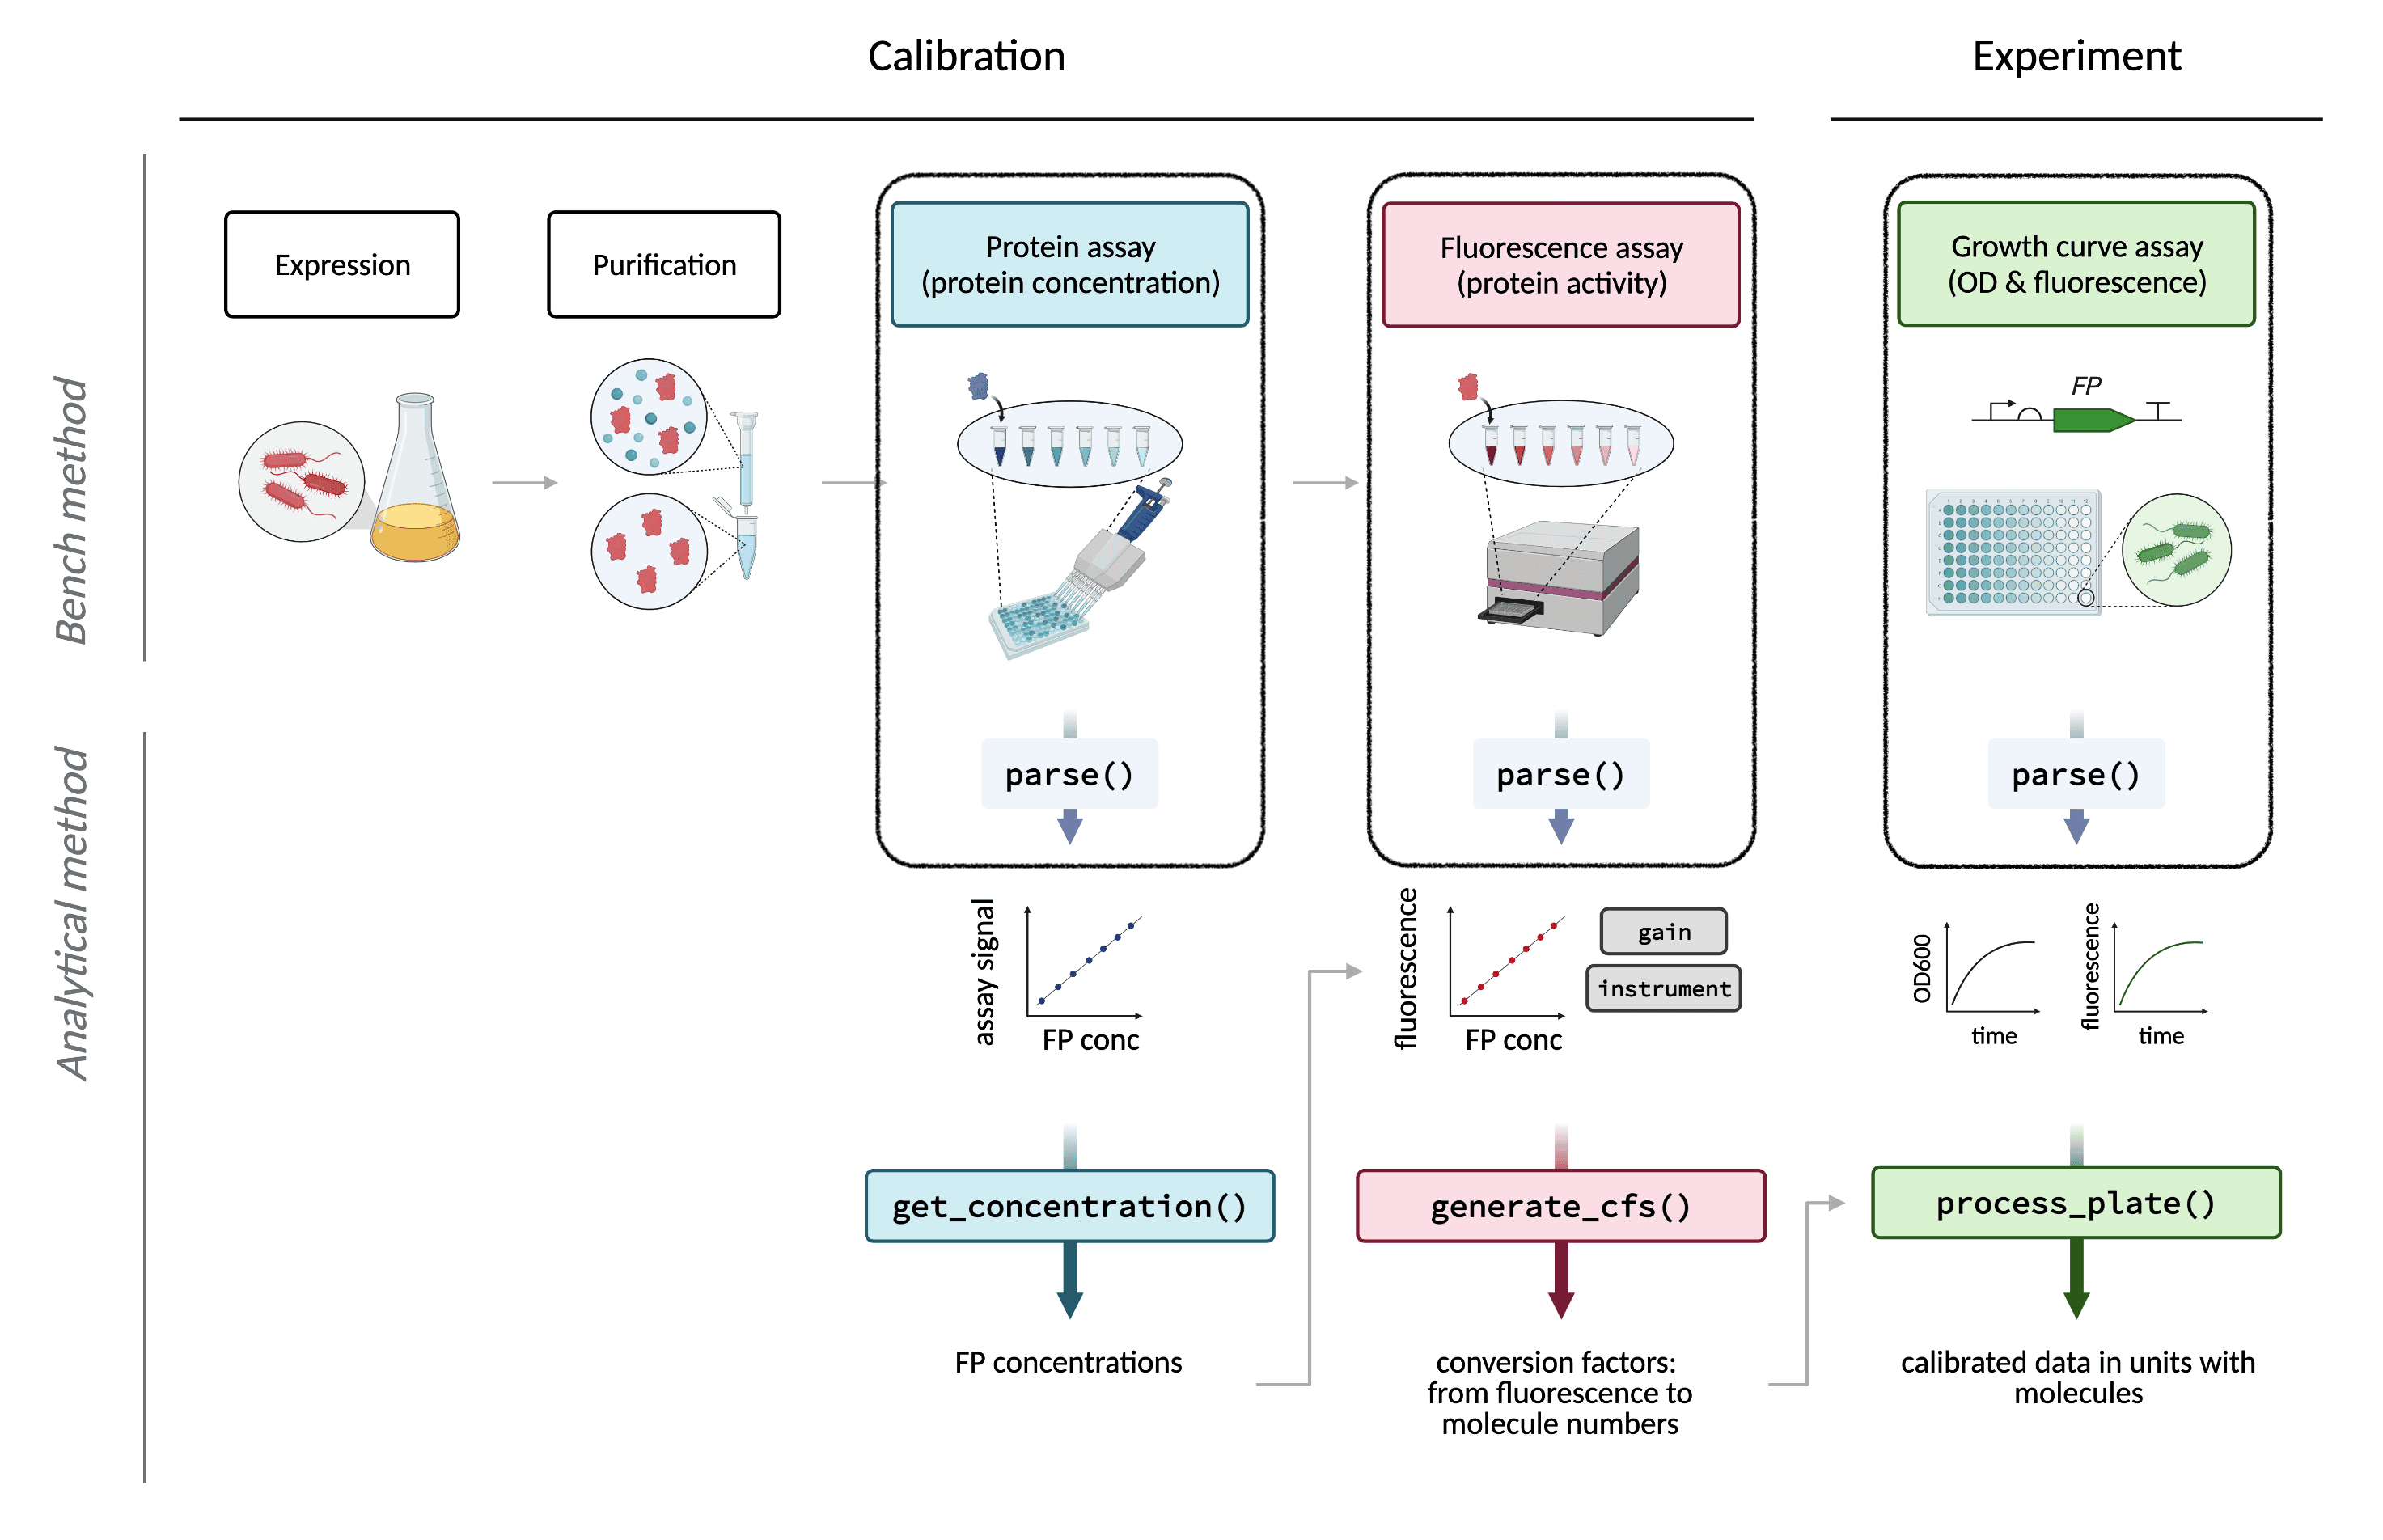 Calibration
Experiment
Bench method
Expression
Purification
Protein assay
(protein concentration)
Fluorescence assay
(protein activity)
Growth curve assay
(OD & fluorescence)
FP
parse()
parse()
parse()
Analytical method
assay signal
FP conc
fluorescence
FP conc
gain
instrument
OD600
time
fluorescence
time
get_concentration()
generate_cfs()
process_plate()
FP concentrations
conversion factors:
from fluorescence to
molecule numbers
calibrated data in units with
molecules